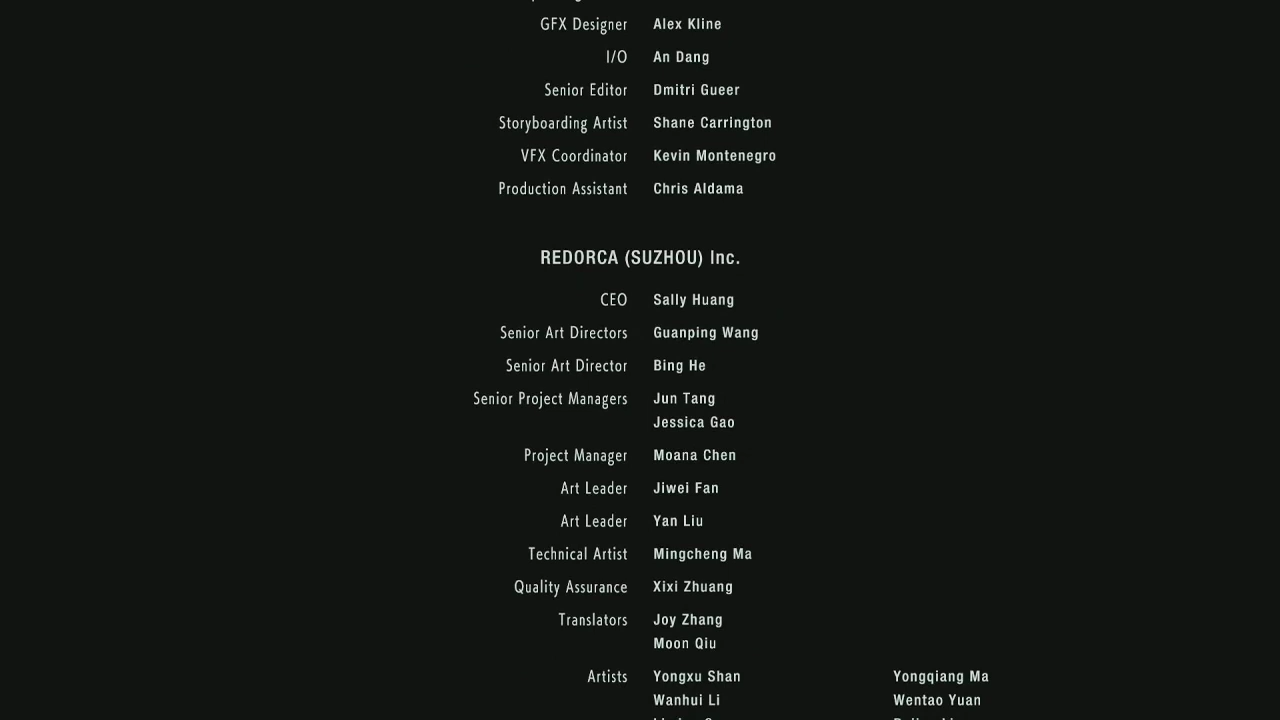 GFX Designer Alex Kline
I/O An Dang
Senior Editor Dmitri Gueer
Storyboarding Artist Shane Carrington
VFX Coordinator Kevin Montenegro
Production Assistant Chris Aldama
REDORCA (SUZHOU) Inc.
CEO Sally Huang
Senior Art Directors Guanping Wang
Senior Art Director Bing He
Senior Project Managers Jun Tang
Jessica Gao
Project Manager Moana Chen
Art Leader Jiwei Fan
Art Leader Yan Liu
Technical Artist Mingcheng Ma
Quality Assurance Xixi Zhuang
Translators Joy Zhang
Moon Qiu
Artists Yongxu Shan Yongqiang Ma
Wanhui Li Wentao Yuan